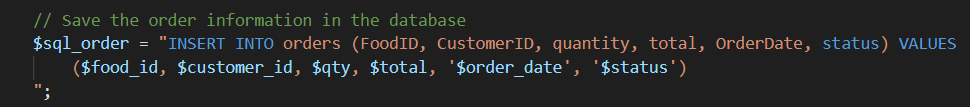 // Save the order information in the database
$sql_order = "INSERT INTO orders (FoodID, CustomerID, quantity, total, OrderDate, status) VALUES
($food_id, $customer_id, $qty, $total, '$order_date', '$status')
";